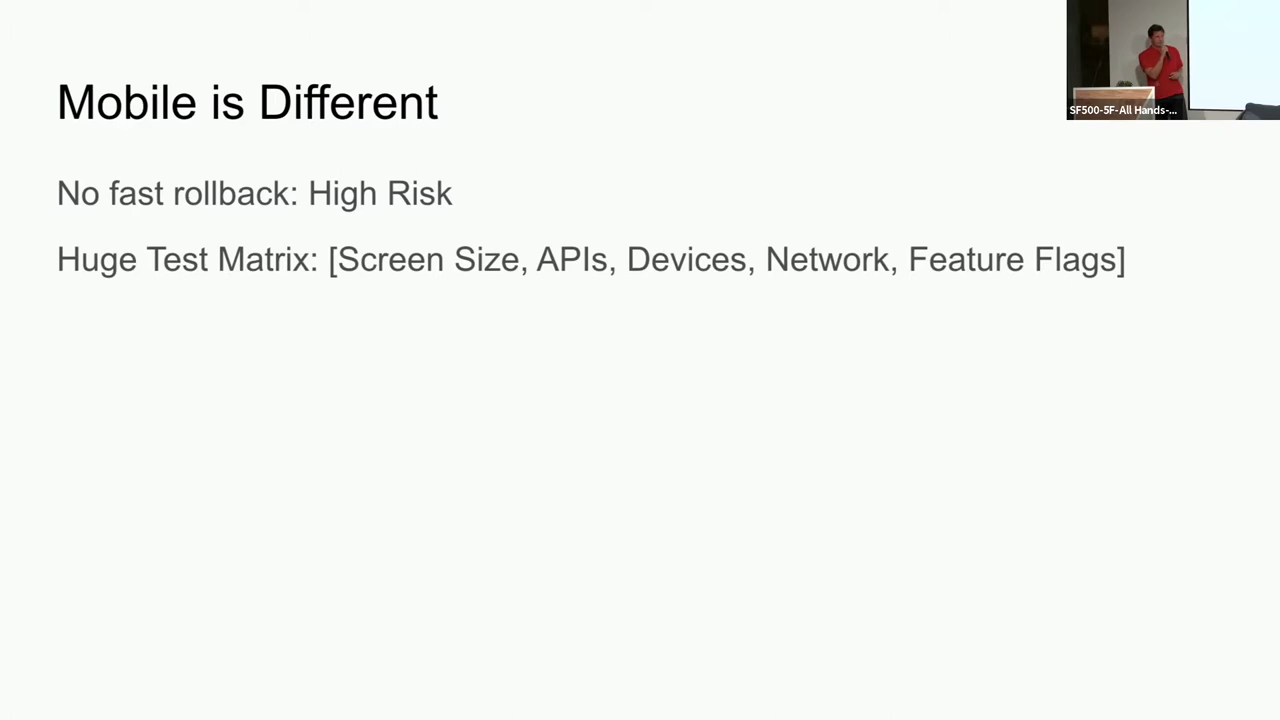 Mobile is Different
SF500-5F-All Hands-...
No fast rollback: High Risk
Huge Test Matrix: [Screen Size, APIs, Devices, Network, Feature Flags]